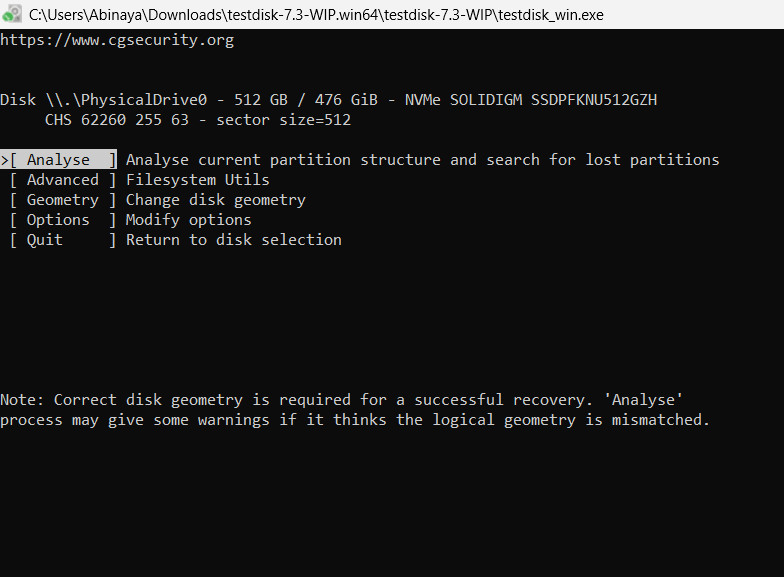 C:\Users\Abinaya\Downloads\testdisk-7.3-WIP.win64\testdisk-7.3-WIP\testdisk_win.exe
https://www.cgsecurity.org
Disk \\.\PhysicalDrive0 - 512 GB / 476 GiB - NVMe SOLIDIGM SSDPFKNU512GZH
CHS 62260 255 63 - sector size=512
>[ Analyse  ] Analyse current partition structure and search for lost partitions
[ Advanced ] Filesystem Utils
[ Geometry ] Change disk geometry
[ Options  ] Modify options
[ Quit     ] Return to disk selection
Note: Correct disk geometry is required for a successful recovery. 'Analyse'
process may give some warnings if it thinks the logical geometry is mismatched.